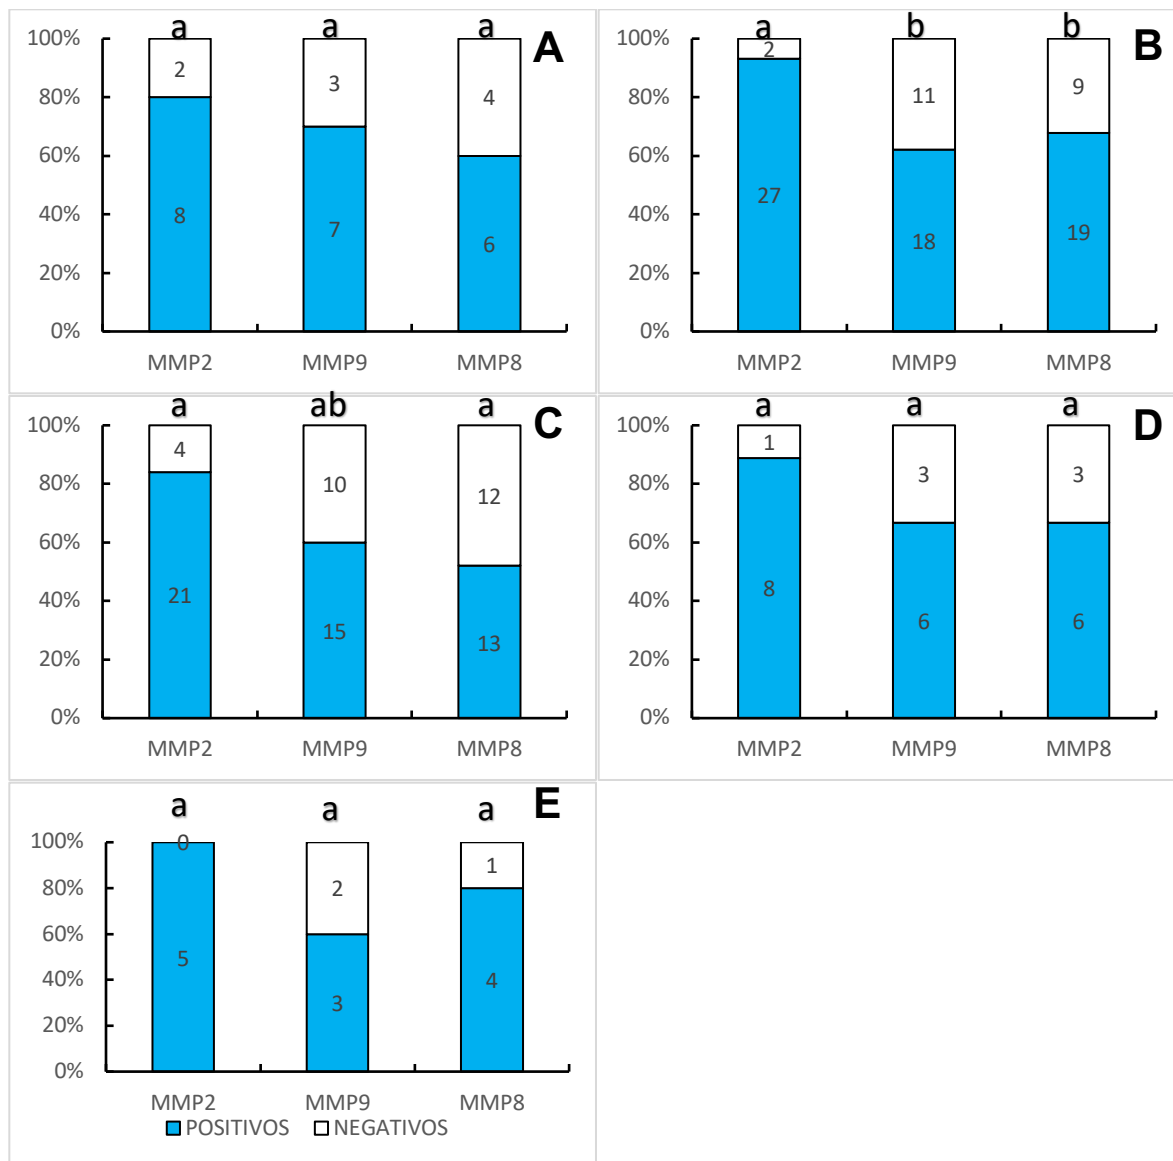 a a a
A
100%
80%
60%
40%
20%
0%
2 3 4
8 7 6
MMP2 MMP9 MMP8
a b b
B
100%
80%
60%
40%
20%
0%
2 11 9
27 18 19
MMP2 MMP9 MMP8
a ab a
C
100%
80%
60%
40%
20%
0%
4 10 12
21 15 13
MMP2 MMP9 MMP8
a a a
D
100%
80%
60%
40%
20%
0%
1 3 3
8 6 6
MMP2 MMP9 MMP8
a a a
E
100%
80%
60%
40%
20%
0%
0 2 1
5 3 4
MMP2 MMP9 MMP8
POSITIVOS NEGATIVOS